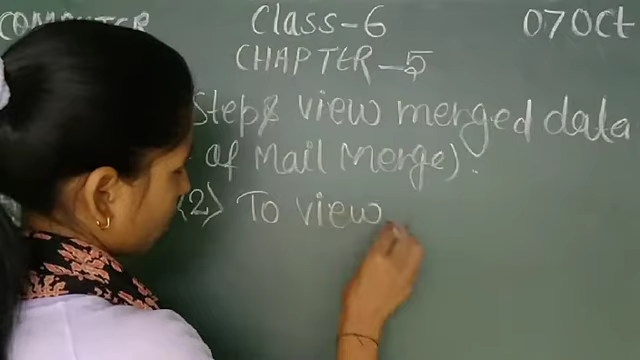 COMPUTER Class-6 07 Oct
CHAPTER-5
Steps view merged data
of Mail Merge).
(2) To view